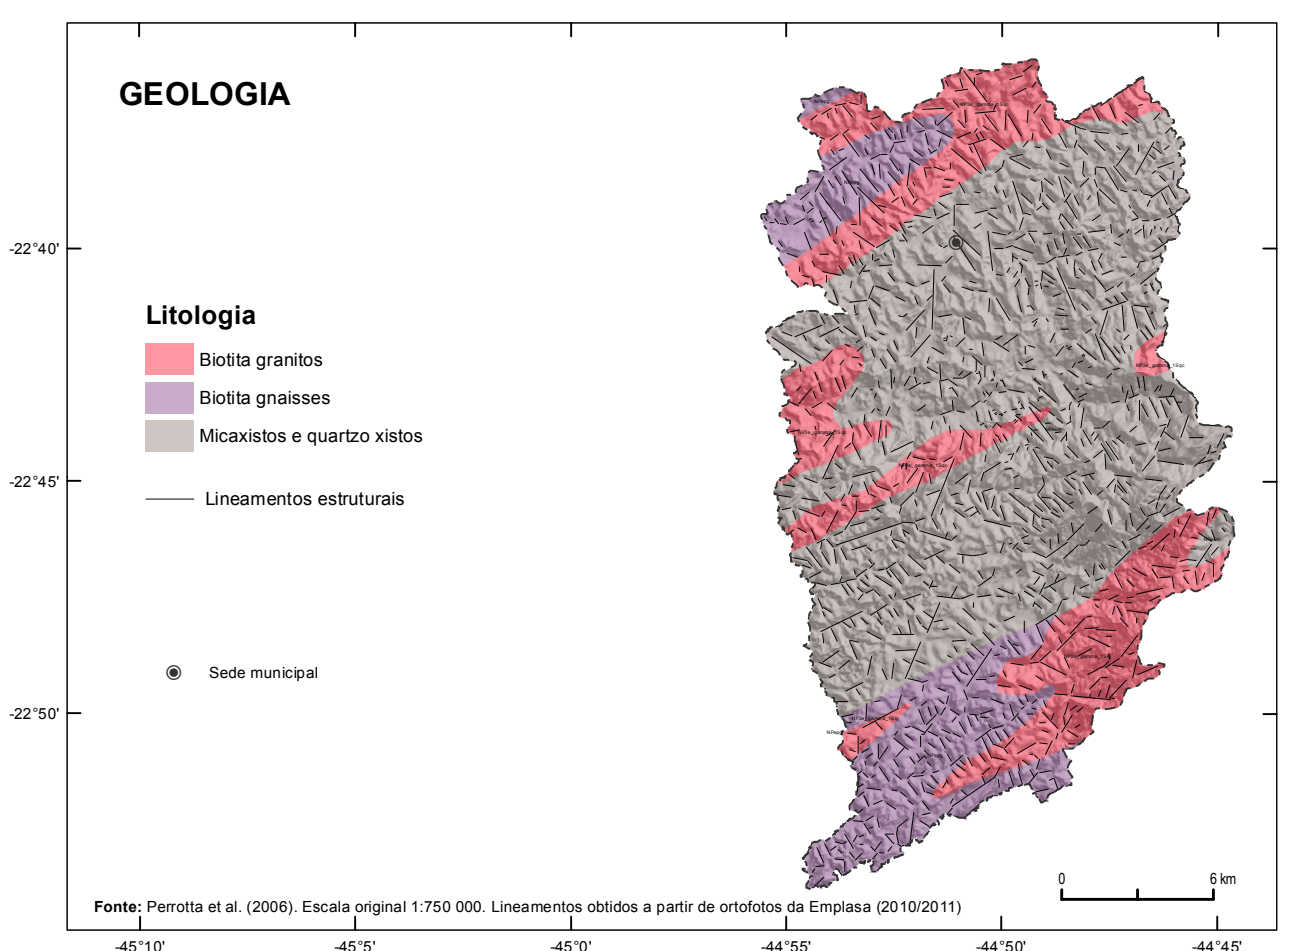 GEOLOGIA
-22°40'
Litologia
Biotita granitos
Biotita gnaisses
Micaxistos e quartzo xistos
-22°45'
Lineamentos estruturais
Sede municipal
-22°50'
0 6 km
Fonte: Perrotta et al. (2006). Escala original 1:750 000. Lineamentos obtidos a partir de ortofotos da Emplasa (2010/2011)
-45°10' -45°5' -45°0' -44°55' -44°50' -44°45'